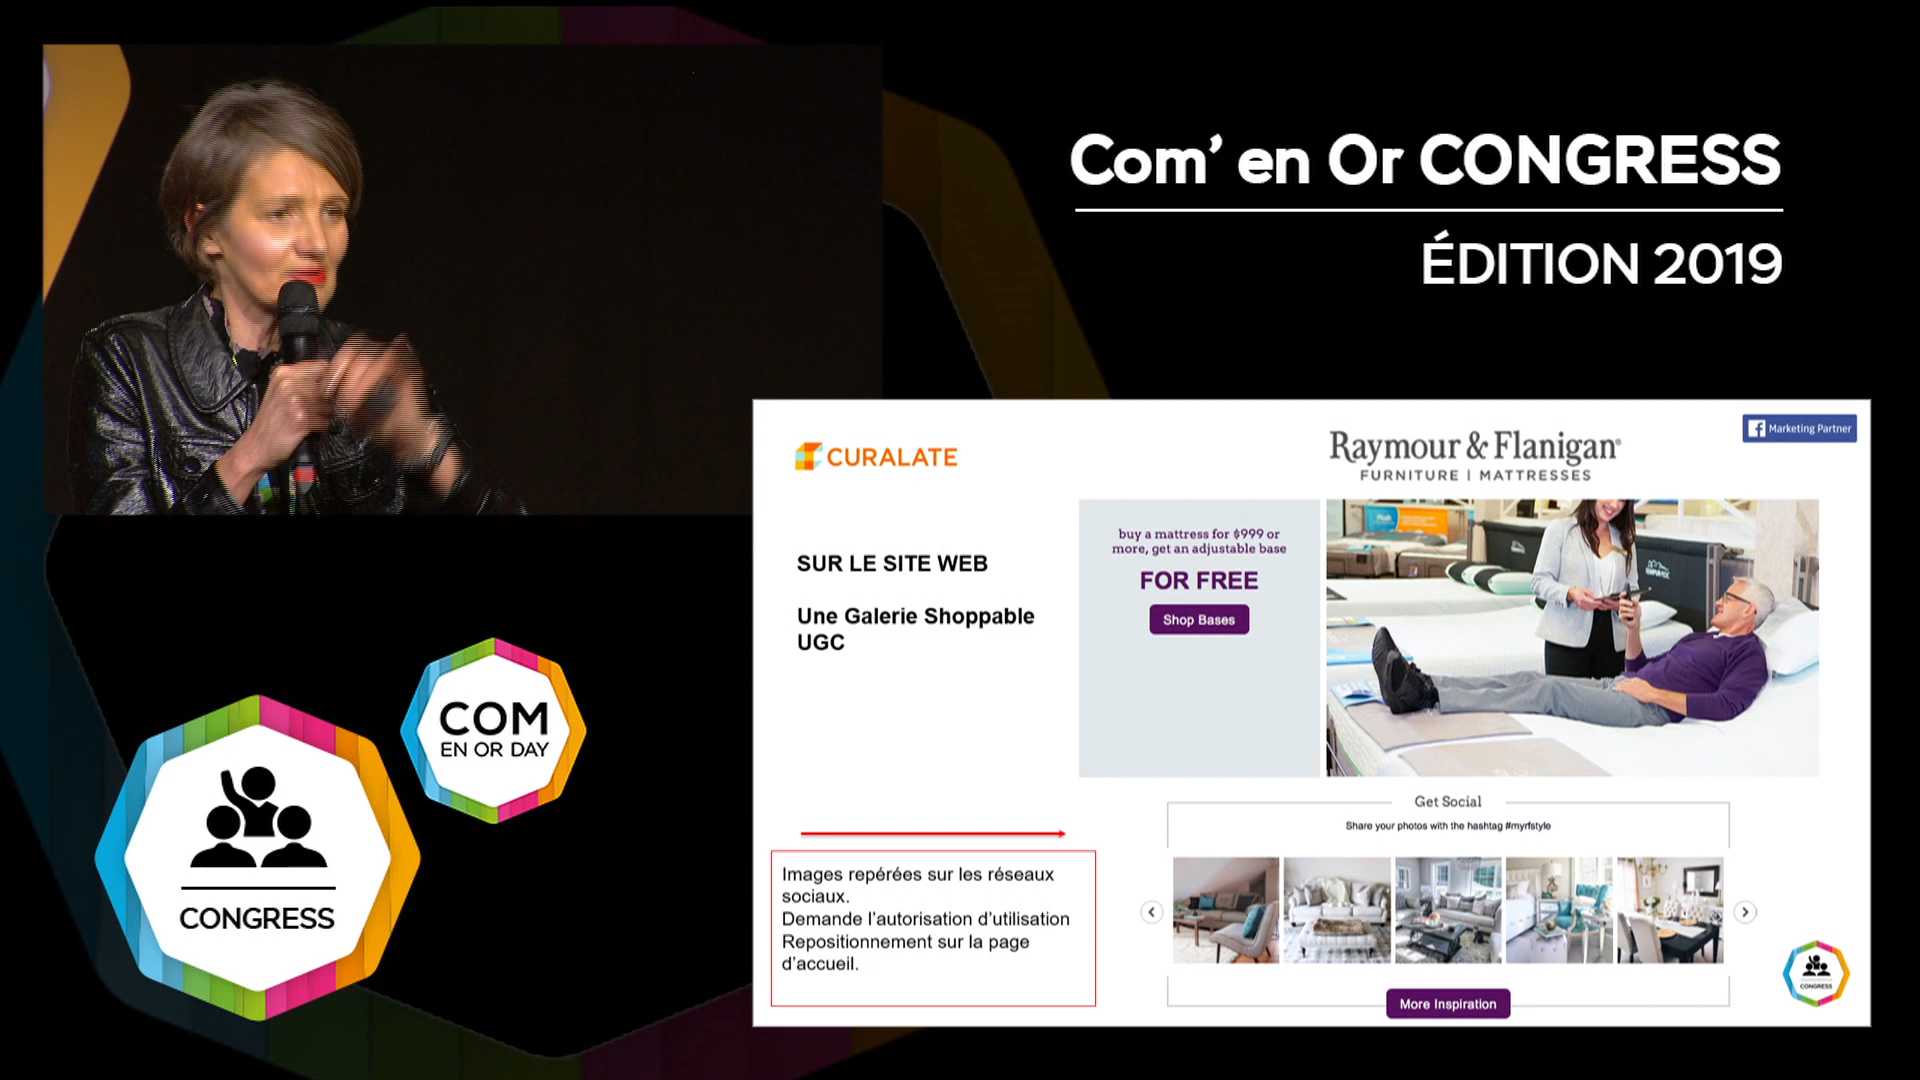 Com' en Or CONGRESS
ÉDITION 2019
CURALATE
Raymour & Flanigan®
FURNITURE | MATTRESSES
Marketing Partner
SUR LE SITE WEB
Une Galerie Shoppable
UGC
buy a mattress for $999 or
more, get an adjustable base
FOR FREE
Shop Bases
Get Social
Share your photos with the hashtag #myrfstyle
Images repérées sur les réseaux
sociaux.
Demande l'autorisation d'utilisation
Repositionnement sur la page
d'accueil.
More Inspiration
CONGRESS
COM
EN OR DAY
CONGRESS